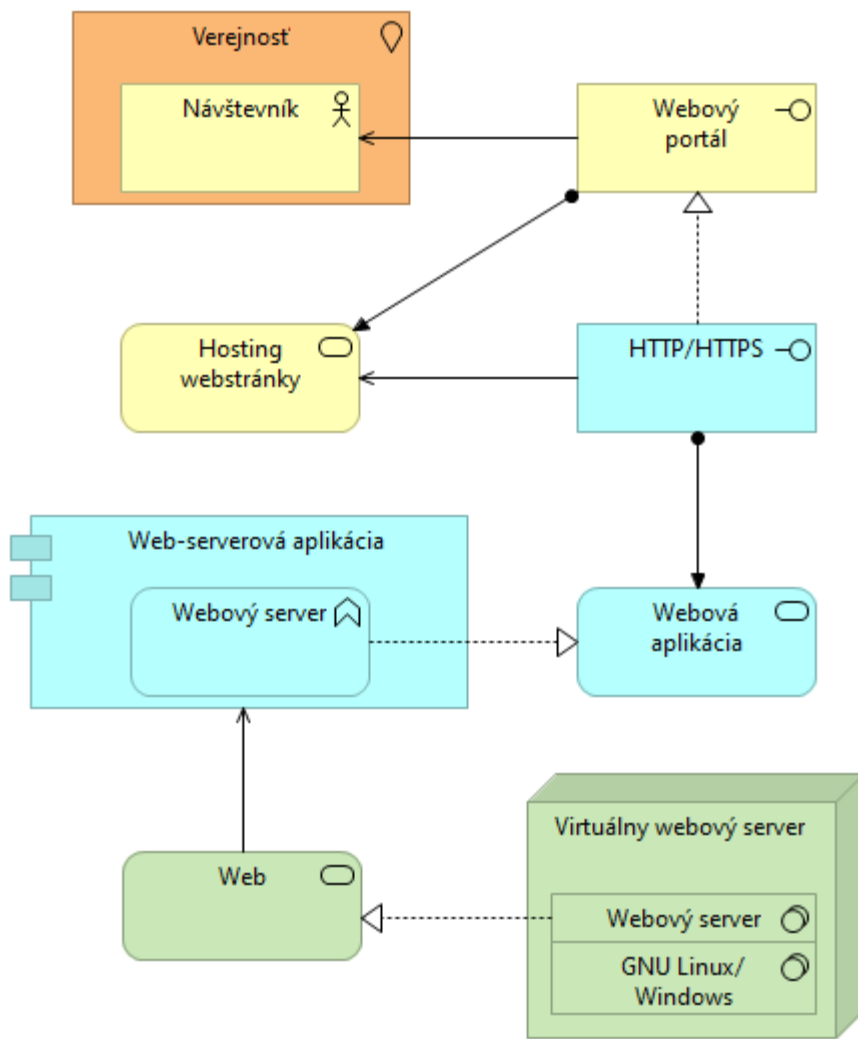 Verejnosť
Návštevník
Webový
portál
Hosting
webstránky
HTTP/HTTPS
Web-serverová aplikácia
Webový server
Webová
aplikácia
Virtuálny webový server
Web
Webový server
GNU Linux/
Windows